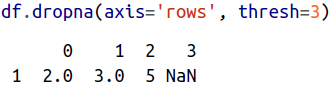 df.dropna(axis='rows', thresh=3)
0 1 2 3
1 2.0 3.0 5 NaN